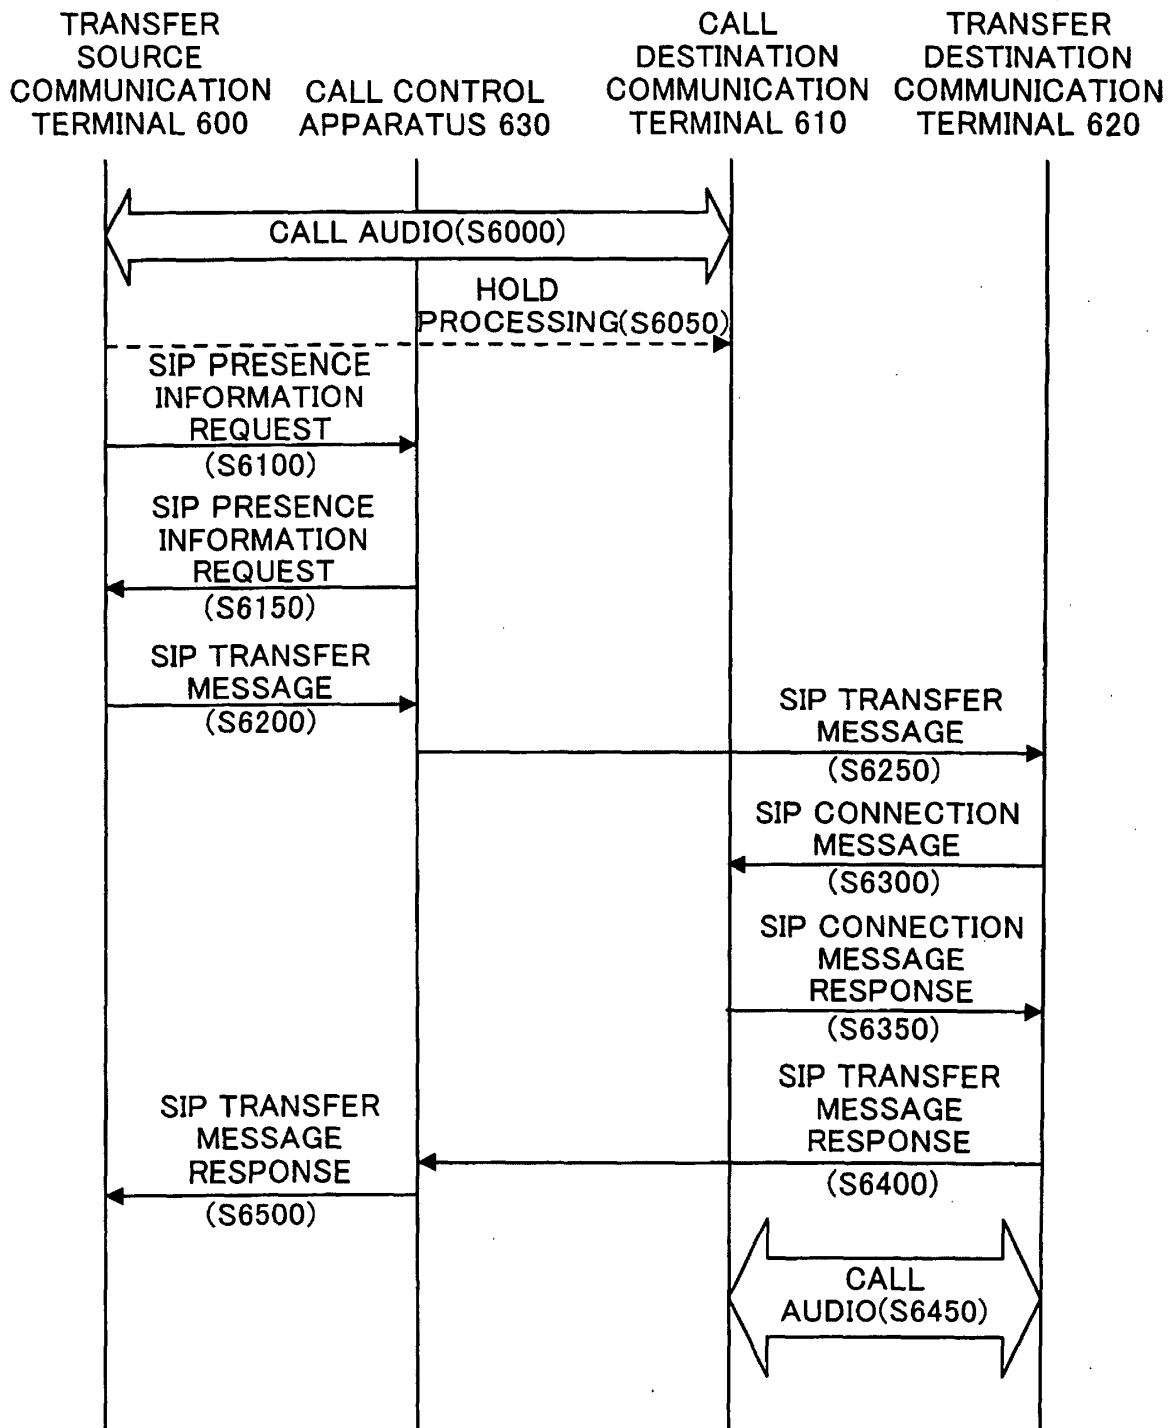 TRANSFER
SOURCE
COMMUNICATION
TERMINAL 600
CALL CONTROL
APPARATUS 630
CALL
DESTINATION
COMMUNICATION
TERMINAL 610
TRANSFER
DESTINATION
COMMUNICATION
TERMINAL 620
CALL AUDIO(S6000)
HOLD
PROCESSING(S6050)
SIP PRESENCE
INFORMATION
REQUEST
(S6100)
SIP PRESENCE
INFORMATION
REQUEST
(S6150)
SIP TRANSFER
MESSAGE
(S6200)
SIP TRANSFER
MESSAGE
(S6250)
SIP CONNECTION
MESSAGE
(S6300)
SIP CONNECTION
MESSAGE
RESPONSE
(S6350)
SIP TRANSFER
MESSAGE
RESPONSE
(S6400)
SIP TRANSFER
MESSAGE
RESPONSE
(S6500)
CALL
AUDIO(S6450)